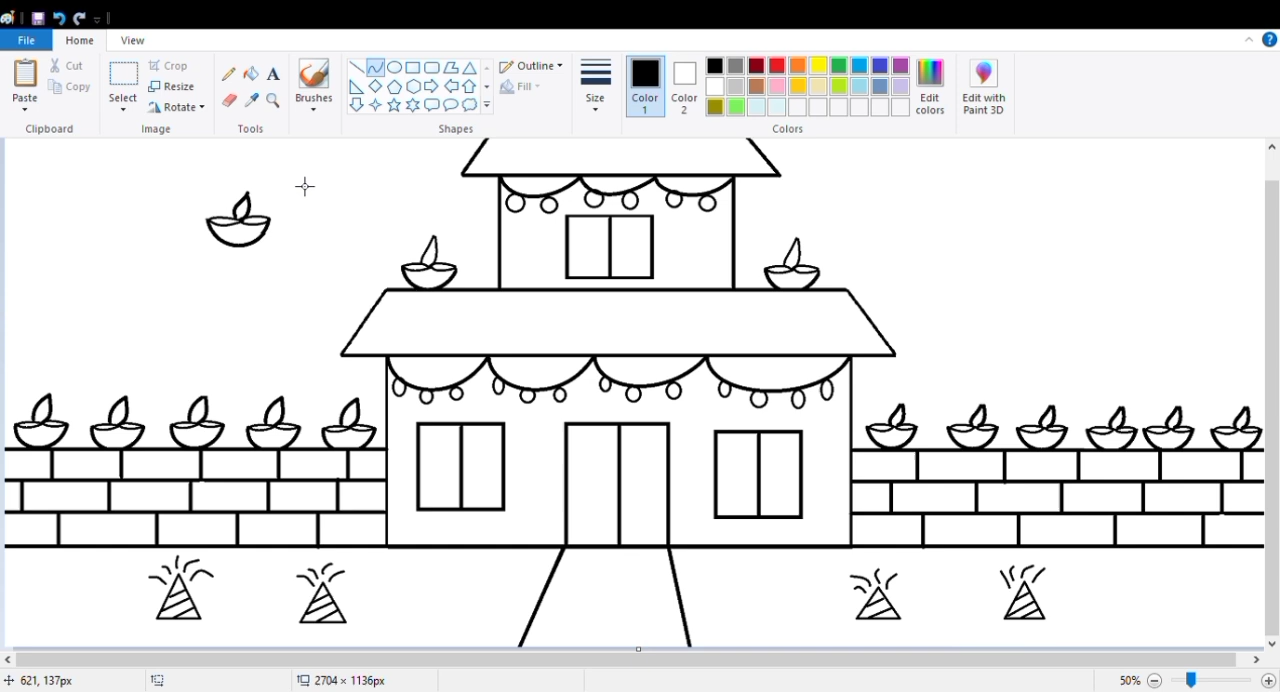 File Home View
Paste Cut Copy Clipboard
Select Crop Resize Rotate Image
A Tools
Brushes
Outline Fill Shapes
Size
Color 1 Color 2 Edit colors Colors
Edit with Paint 3D
?
621, 137px 2704 × 1136px 50%